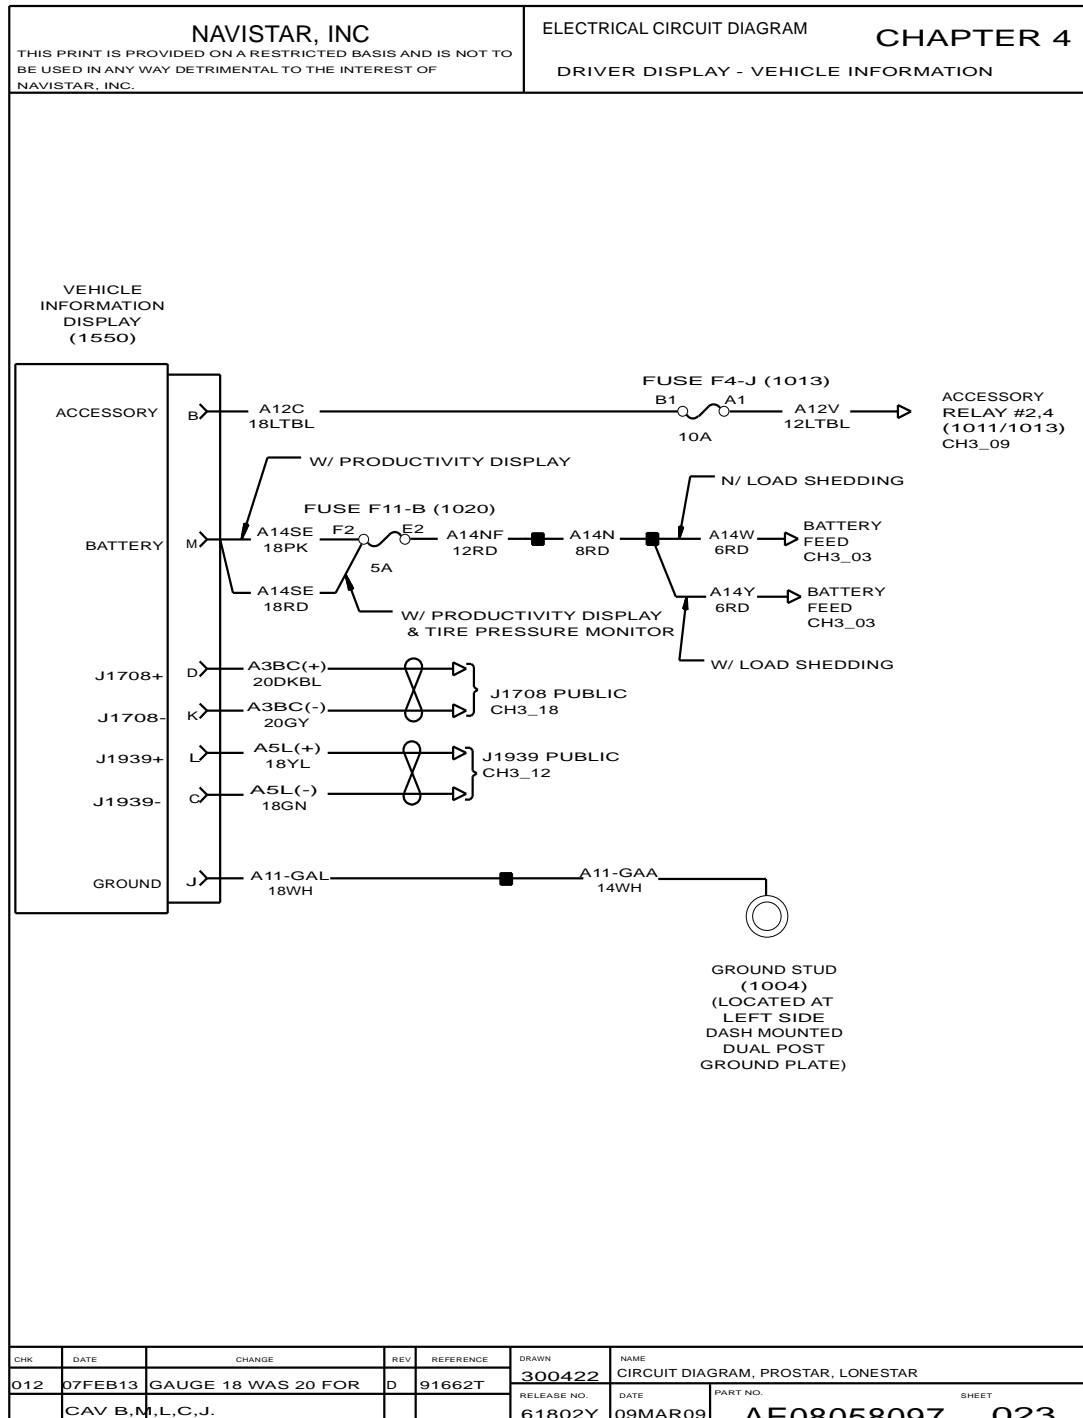 NAVISTAR, INC
THIS PRINT IS PROVIDED ON A RESTRICTED BASIS AND IS NOT TO
BE USED IN ANY WAY DETRIMENTAL TO THE INTEREST OF
NAVISTAR, INC.
ELECTRICAL CIRCUIT DIAGRAM
CHAPTER 4
DRIVER DISPLAY - VEHICLE INFORMATION
VEHICLE
INFORMATION
DISPLAY
(1550)
ACCESSORY
B
A12C
18LTBL
FUSE F4-J (1013)
B1
A1
10A
A12V
12LTBL
ACCESSORY
RELAY #2,4
(1011/1013)
CH3_09
W/ PRODUCTIVITY DISPLAY
N/ LOAD SHEDDING
FUSE F11-B (1020)
BATTERY
M
A14SE
18PK
F2
E2
5A
A14NF
12RD
A14N
8RD
A14W
6RD
BATTERY
FEED
CH3_03
A14SE
18RD
A14Y
6RD
BATTERY
FEED
CH3_03
W/ PRODUCTIVITY DISPLAY
& TIRE PRESSURE MONITOR
W/ LOAD SHEDDING
J1708+
D
A3BC(+)
20DKBL
J1708-
K
A3BC(-)
20GY
J1708 PUBLIC
CH3_18
J1939+
L
A5L(+)
18YL
J1939-
C
A5L(-)
18GN
J1939 PUBLIC
CH3_12
GROUND
J
A11-GAL
18WH
A11-GAA
14WH
GROUND STUD
(1004)
(LOCATED AT
LEFT SIDE
DASH MOUNTED
DUAL POST
GROUND PLATE)
CHK
DATE
CHANGE
REV
REFERENCE
012
07FEB13
GAUGE 18 WAS 20 FOR
D
91662T
CAV B,M,L,C,J.
DRAWN
300422
NAME
CIRCUIT DIAGRAM, PROSTAR, LONESTAR
RELEASE NO.
61802Y
DATE
09MAR09
PART NO.
AE08058097
SHEET
023